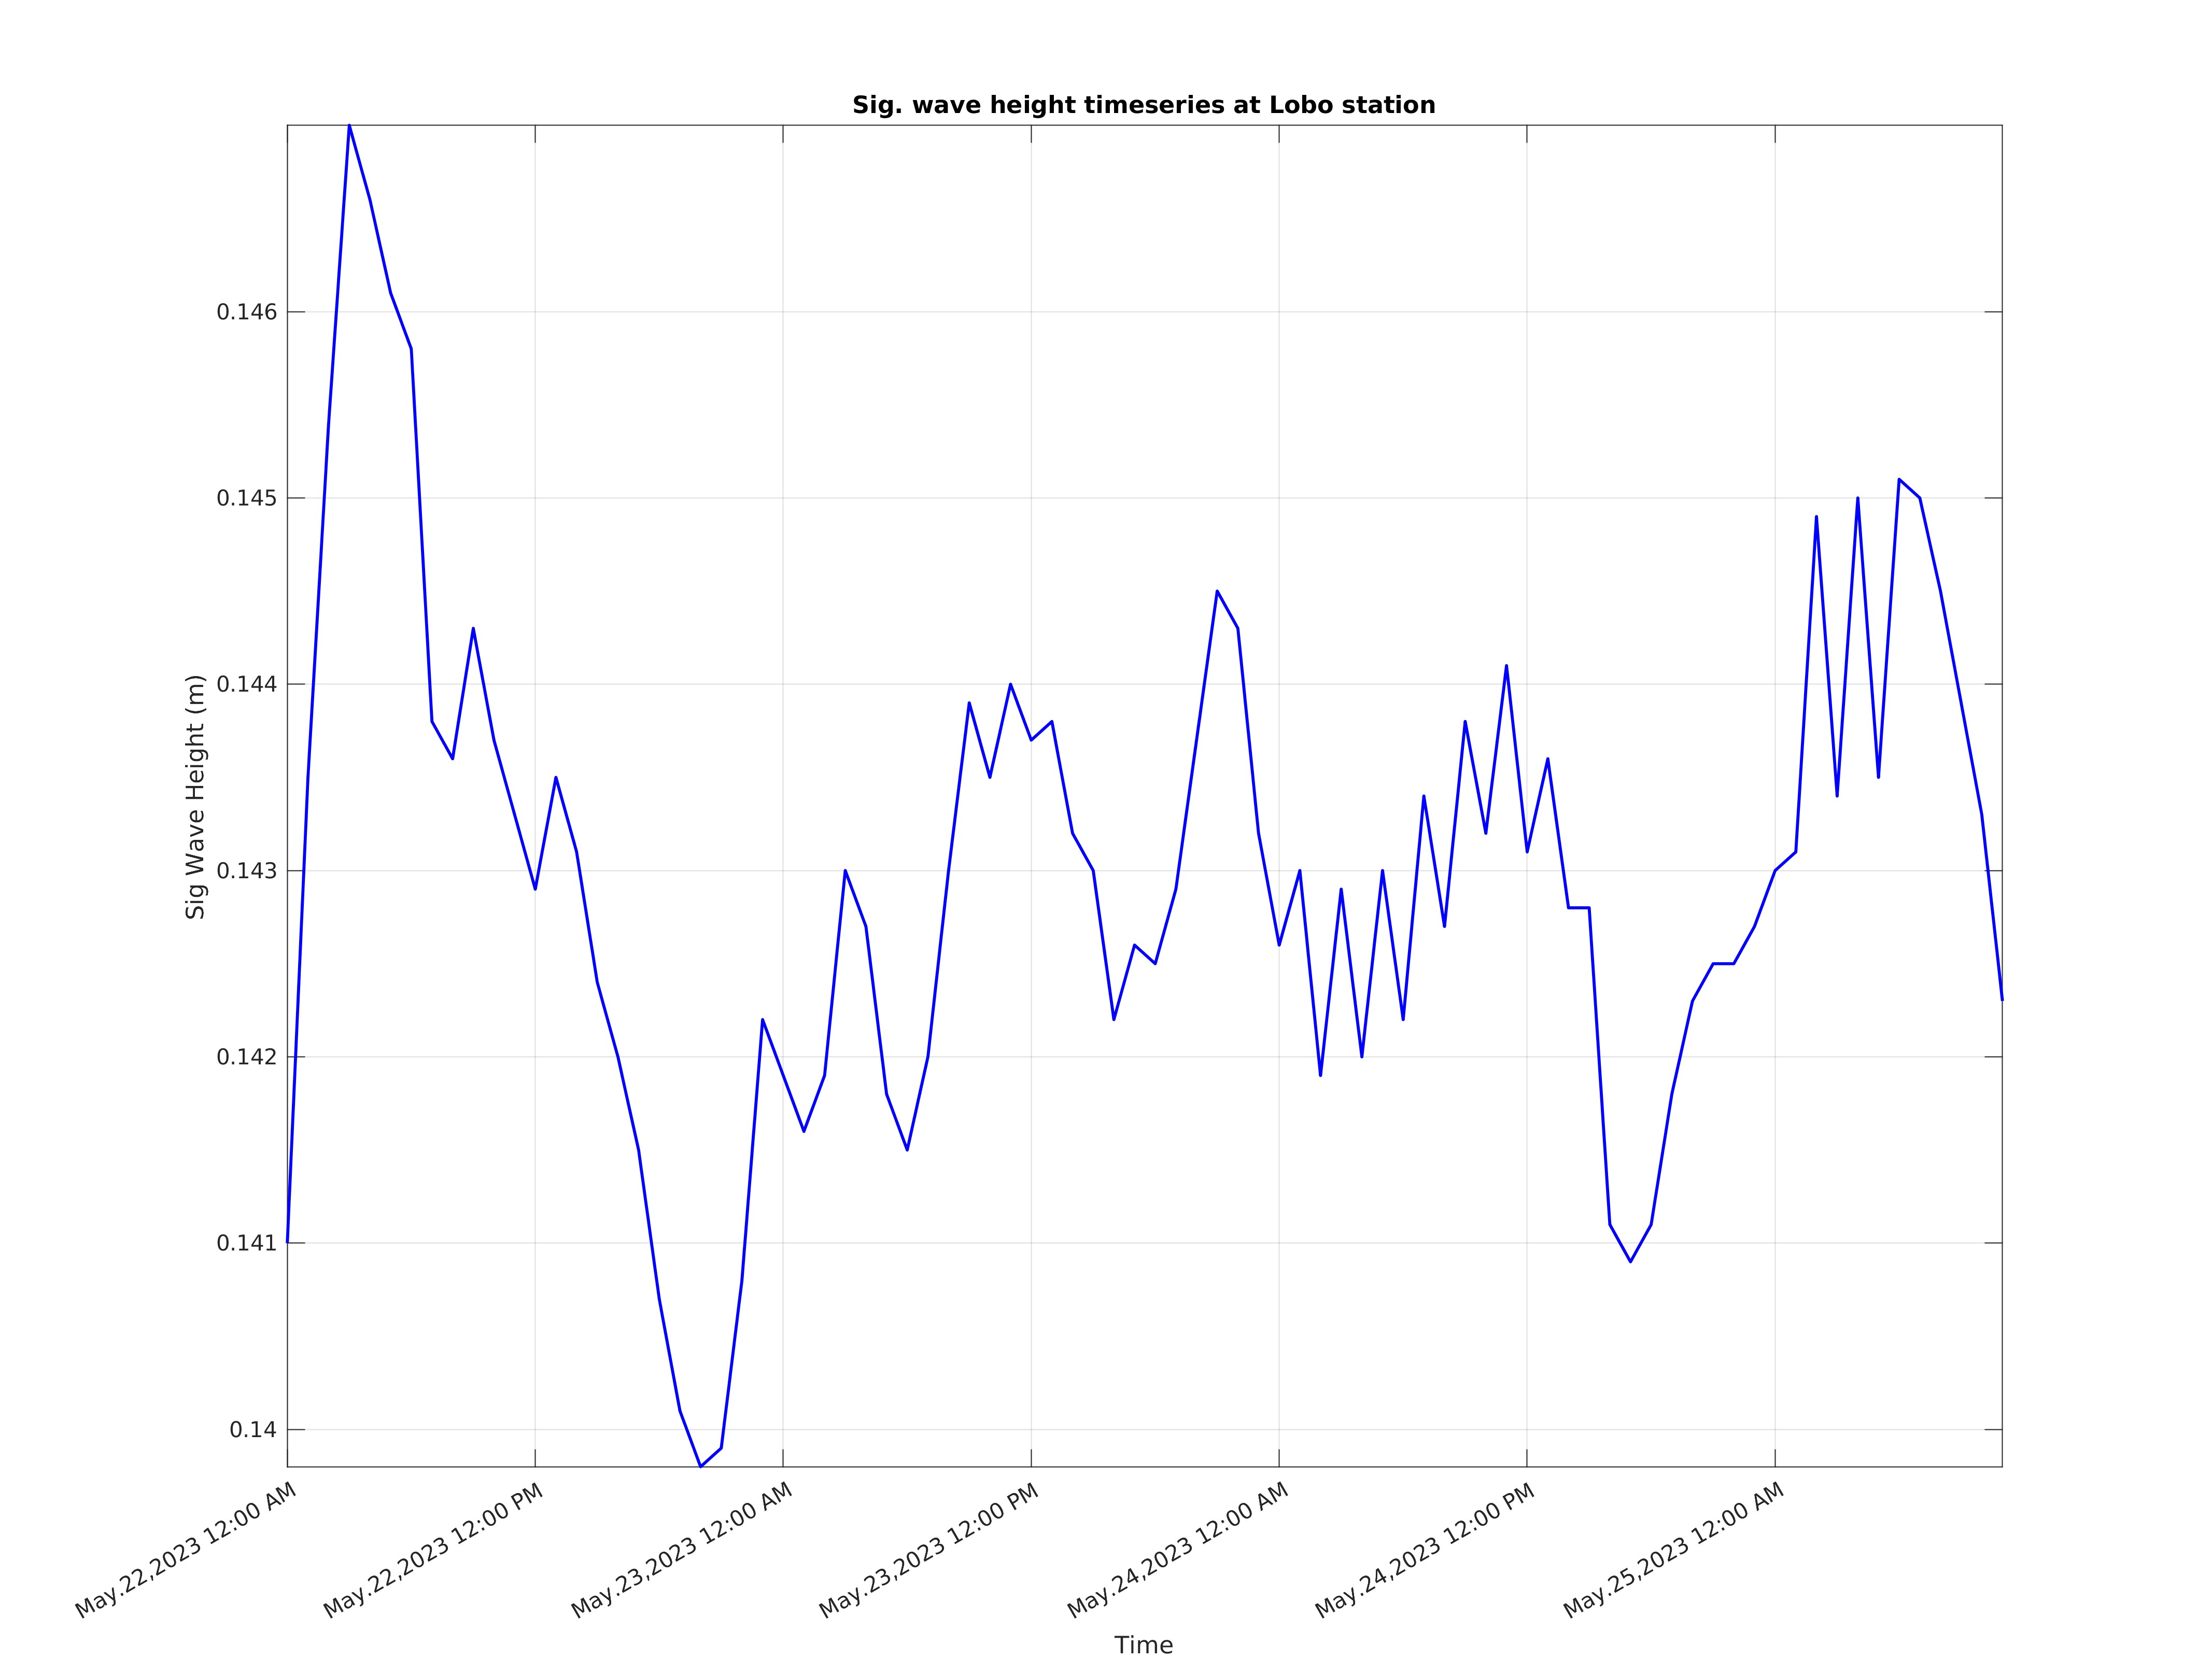 Sig. wave height timeseries at Lobo station
Sig Wave Height (m)
0.146
0.145
0.144
0.143
0.142
0.141
0.14
May.22,2023 12:00 AM
May.22,2023 12:00 PM
May.23,2023 12:00 AM
May.23,2023 12:00 PM
May.24,2023 12:00 AM
May.24,2023 12:00 PM
May.25,2023 12:00 AM
Time